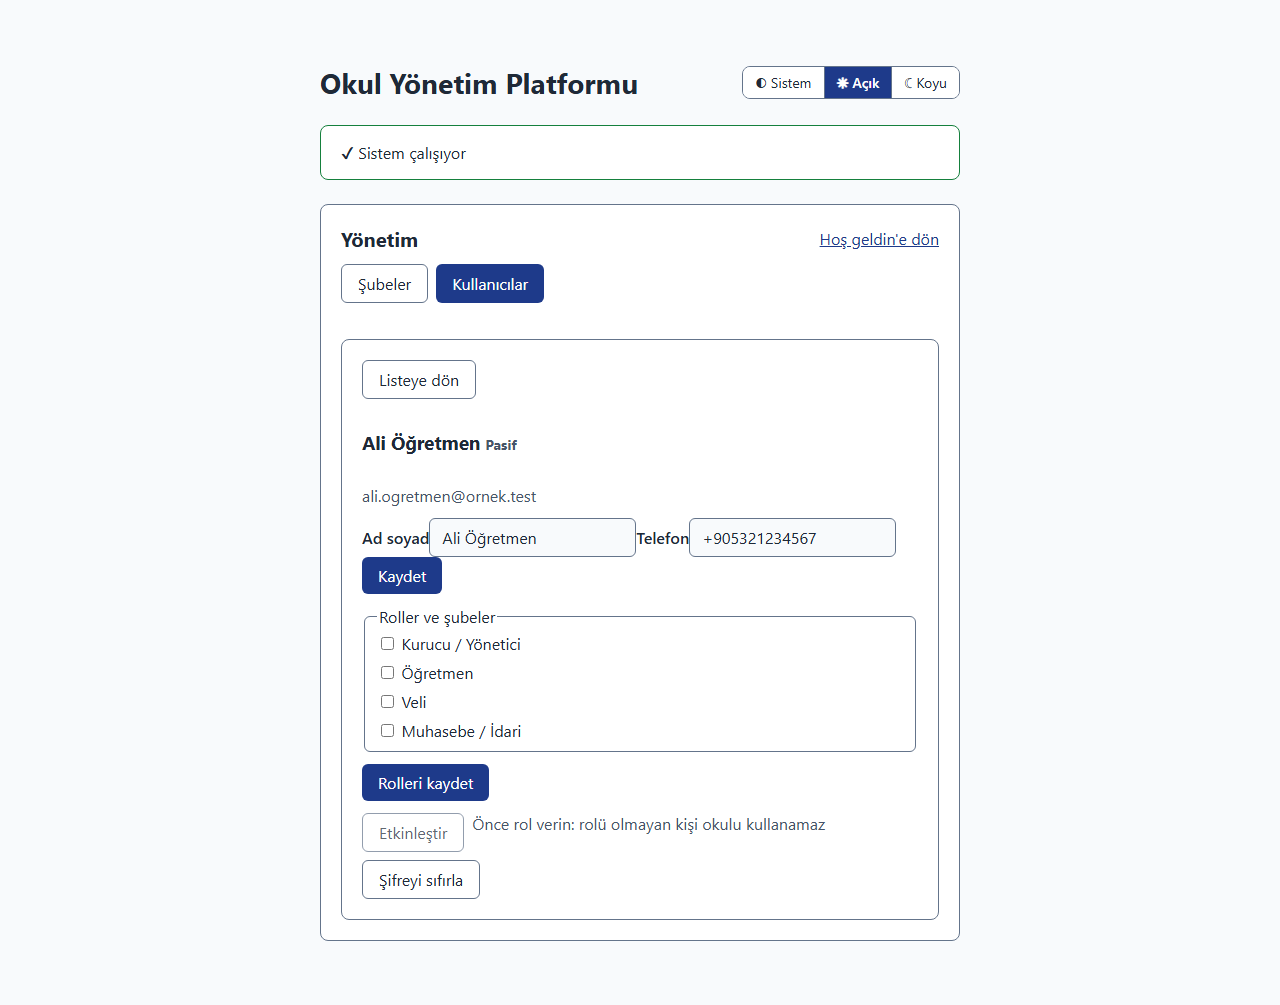 Okul Yönetim Platformu
◐ Sistem
❋ Açık
☾ Koyu
✓ Sistem çalışıyor
Yönetim
Hoş geldin'e dön
Şubeler
Kullanıcılar
Listeye dön
Ali Öğretmen Pasif
ali.ogretmen@ornek.test
Ad soyad Ali Öğretmen Telefon +905321234567
Kaydet
Roller ve şubeler
Kurucu / Yönetici
Öğretmen
Veli
Muhasebe / İdari
Rolleri kaydet
Etkinleştir Önce rol verin: rolü olmayan kişi okulu kullanamaz
Şifreyi sıfırla